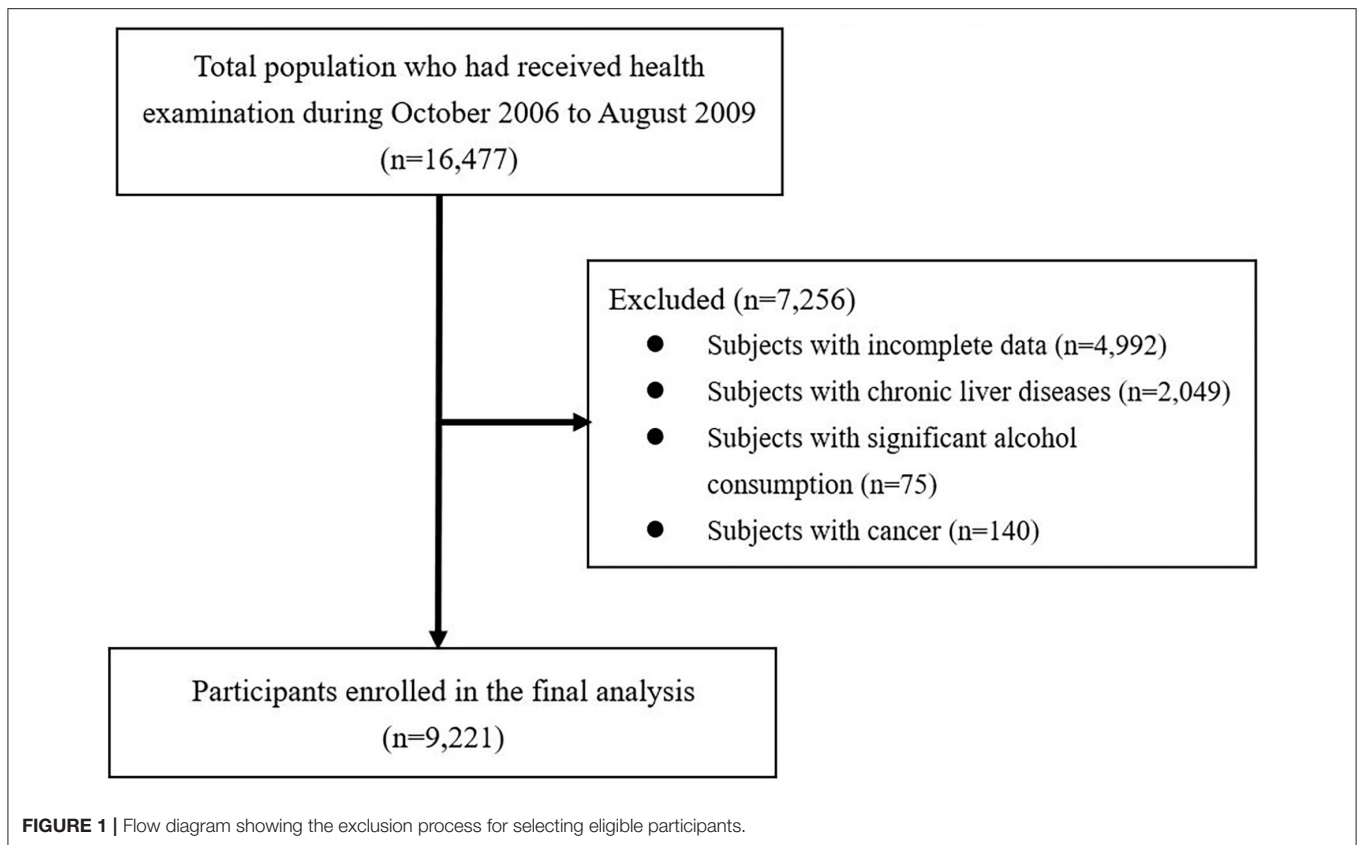 Total population who had received health
examination during October 2006 to August 2009
(n=16,477)
Excluded (n=7,256)
● Subjects with incomplete data (n=4,992)
● Subjects with chronic liver diseases (n=2,049)
● Subjects with significant alcohol
consumption (n=75)
● Subjects with cancer (n=140)
Participants enrolled in the final analysis
(n=9,221)
FIGURE 1 | Flow diagram showing the exclusion process for selecting eligible participants.